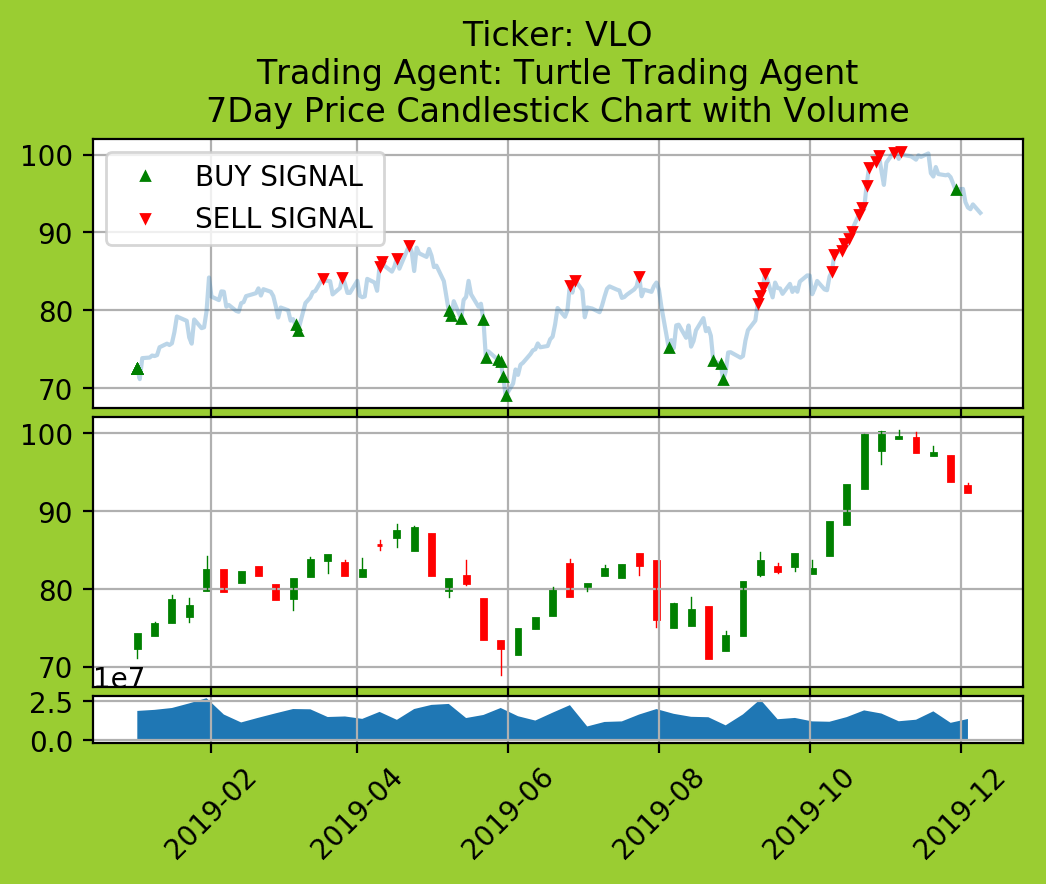 Ticker: VLO
Trading Agent: Turtle Trading Agent
7Day Price Candlestick Chart with Volume
100
90
80
70
BUY SIGNAL
SELL SIGNAL
100
90
80
70
1e7
2.5
0.0
2019-02
2019-04
2019-06
2019-08
2019-10
2019-12